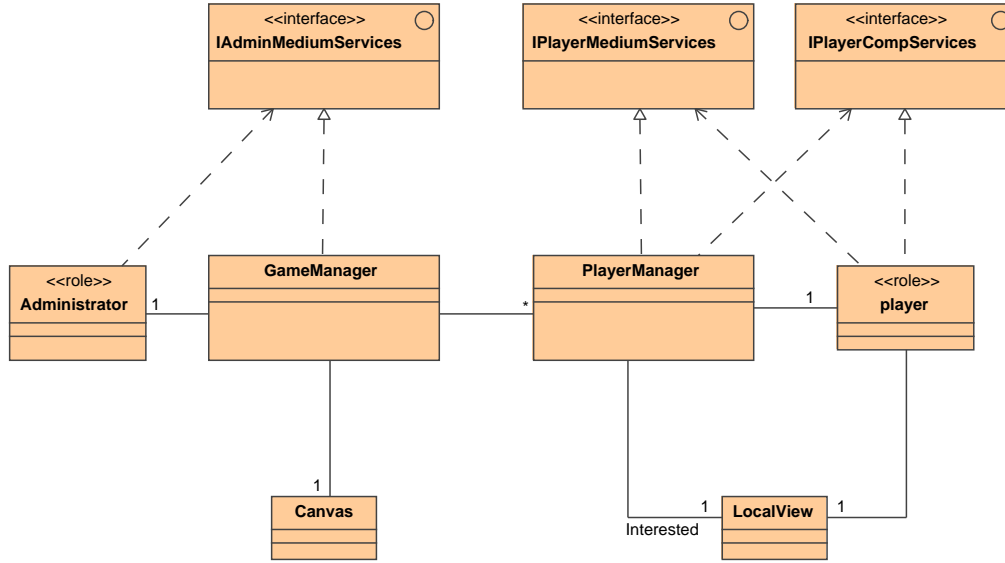 <<interface>>
IAdminMediumServices
<<interface>>
IPlayerMediumServices
<<interface>>
IPlayerCompServices
<<role>>
Administrator
1
GameManager
*
PlayerManager
1
<<role>>
player
1
Canvas
Interested
1
LocalView
1